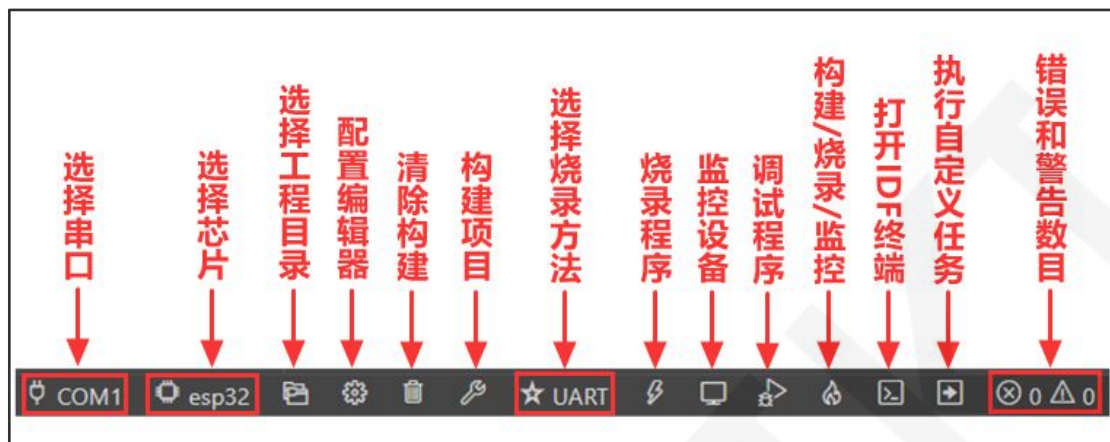 选择串口
选择芯片
选择工程目录
配置编辑器
清除构建
构建项目
选择烧录方法
烧录程序
监控设备
调试程序
构建/烧录/监控
打开IDF终端
执行自定义任务
错误和警告数目
COM1 esp32 UART 0 0